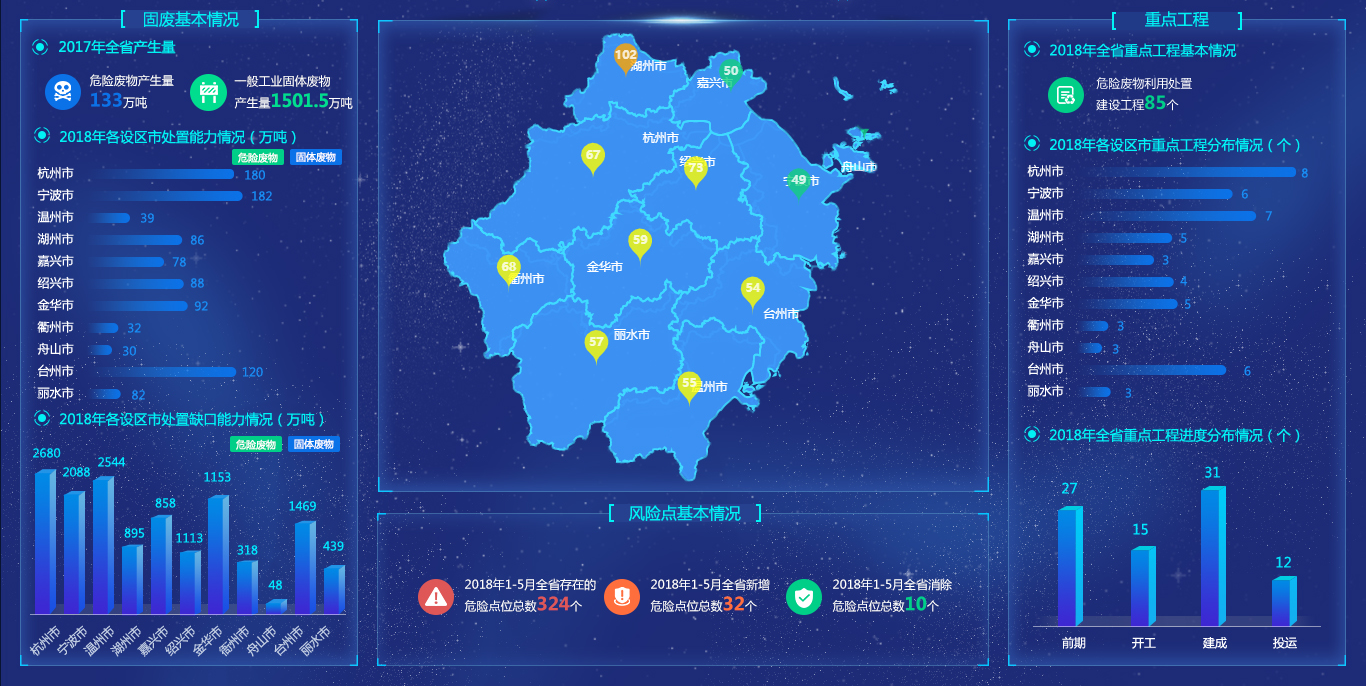 固废基本情况
2017年全省产生量
危险废物产生量
133万吨
一般工业固体废物
产生量1501.5万吨
2018年各设区市处置能力情况（万吨）
危险废物 固体废物
杭州市 180
宁波市 182
温州市 39
湖州市 86
嘉兴市 78
绍兴市 88
金华市 92
衢州市 32
舟山市 30
台州市 120
丽水市 82
2018年各设区市处置缺口能力情况（万吨）
危险废物 固体废物
2680
2088
2544
895
858
1113
1153
318
48
1469
439
杭州市
宁波市
温州市
湖州市
嘉兴市
绍兴市
金华市
衢州市
舟山市
台州市
丽水市
102
湖州市
50
嘉兴市
杭州市
67
绍兴市
73
舟山市
49
宁波市
59
金华市
68
衢州市
54
台州市
丽水市
57
55
温州市
风险点基本情况
2018年1-5月全省存在的
危险点位总数324个
2018年1-5月全省新增
危险点位总数32个
2018年1-5月全省消除
危险点位总数10个
重点工程
2018年全省重点工程基本情况
危险废物利用处置
建设工程85个
2018年各设区市重点工程分布情况（个）
杭州市 8
宁波市 6
温州市 7
湖州市 5
嘉兴市 3
绍兴市 4
金华市 5
衢州市 3
舟山市 3
台州市 6
丽水市 3
2018年全省重点工程进度分布情况（个）
27
15
31
12
前期 开工 建成 投运